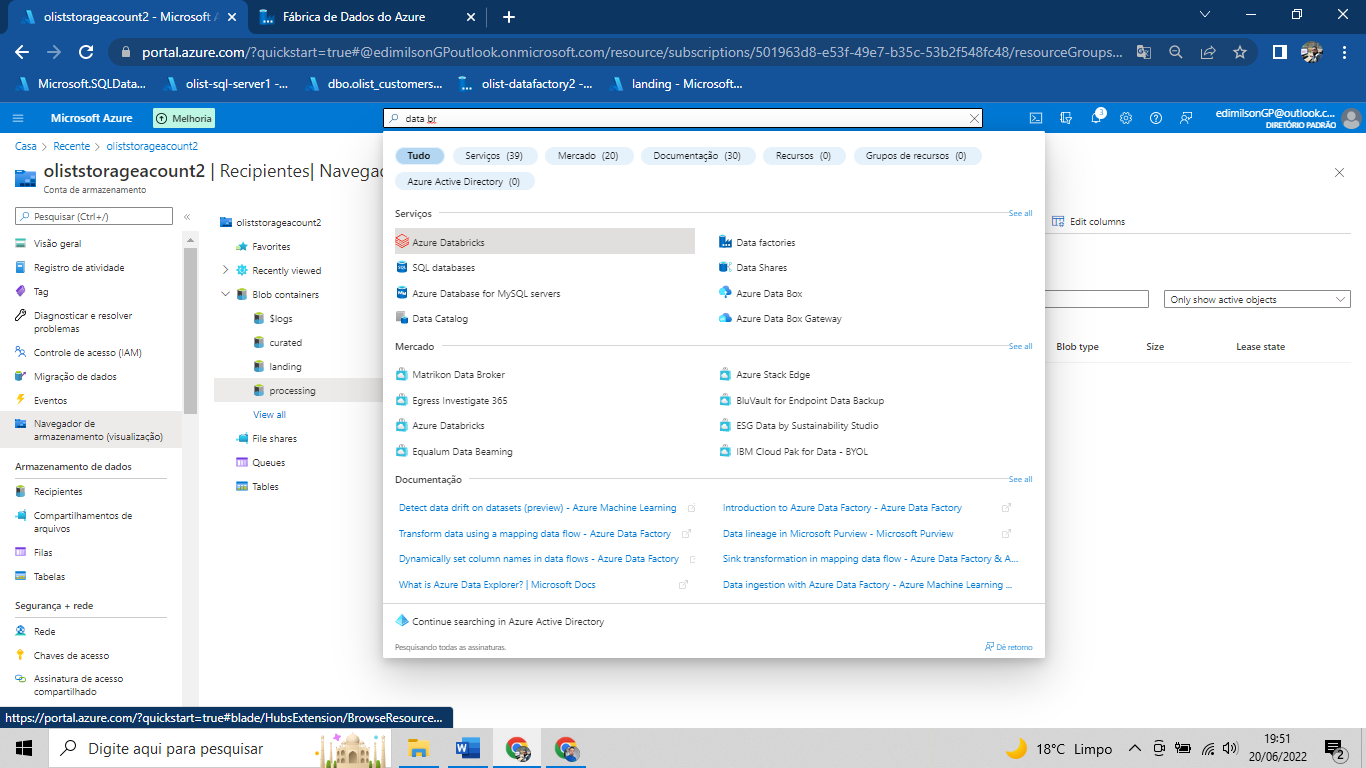 oliststorageacount2 - Microsoft A
Fábrica de Dados do Azure
portal.azure.com/?quickstart=true#@edimilsonGPoutlook.onmicrosoft.com/resource/subscriptions/501963d8-e53f-49e7-b35c-53b2f548fc48/resourceGroups...
Microsoft.SQLData...
olist-sql-server1 -...
dbo.olist_customers...
olist-datafactory2 -...
landing - Microsoft...
Microsoft Azure
Melhoria
data br
3
edimilsonGP@outlook.c...
DIRETÓRIO PADRÃO
Casa > Recente > oliststorageacount2
oliststorageacount2 | Recipientes| Navegad
Conta de armazenamento
Pesquisar (Ctrl+/)
«
Visão geral
Registro de atividade
Tag
Diagnosticar e resolver
problemas
Controle de acesso (IAM)
Migração de dados
Eventos
Navegador de
armazenamento (visualização)
Armazenamento de dados
Recipientes
Compartilhamentos de
arquivos
Filas
Tabelas
Segurança + rede
Rede
Chaves de acesso
Assinatura de acesso
compartilhado
oliststorageacount2
Favorites
Recently viewed
Blob containers
$logs
curated
landing
processing
View all
File shares
Queues
Tables
Tudo
Serviços (39)
Mercado (20)
Documentação (30)
Recursos (0)
Grupos de recursos (0)
Azure Active Directory (0)
Serviços
See all
Azure Databricks
Data factories
SQL databases
Data Shares
Azure Database for MySQL servers
Azure Data Box
Data Catalog
Azure Data Box Gateway
Mercado
See all
Matrikon Data Broker
Azure Stack Edge
Egress Investigate 365
BluVault for Endpoint Data Backup
Azure Databricks
ESG Data by Sustainability Studio
Equalum Data Beaming
IBM Cloud Pak for Data - BYOL
Documentação
See all
Detect data drift on datasets (preview) - Azure Machine Learning
Introduction to Azure Data Factory - Azure Data Factory
Transform data using a mapping data flow - Azure Data Factory
Data lineage in Microsoft Purview - Microsoft Purview
Dynamically set column names in data flows - Azure Data Factory
Sink transformation in mapping data flow - Azure Data Factory & A...
What is Azure Data Explorer? | Microsoft Docs
Data ingestion with Azure Data Factory - Azure Machine Learning ...
Continue searching in Azure Active Directory
Pesquisando todas as assinaturas.
Dê retorno
Edit columns
Only show active objects
Blob type
Size
Lease state
https://portal.azure.com/?quickstart=true#blade/HubsExtension/BrowseResource...
Digite aqui para pesquisar
18°C Limpo
19:51
20/06/2022
2